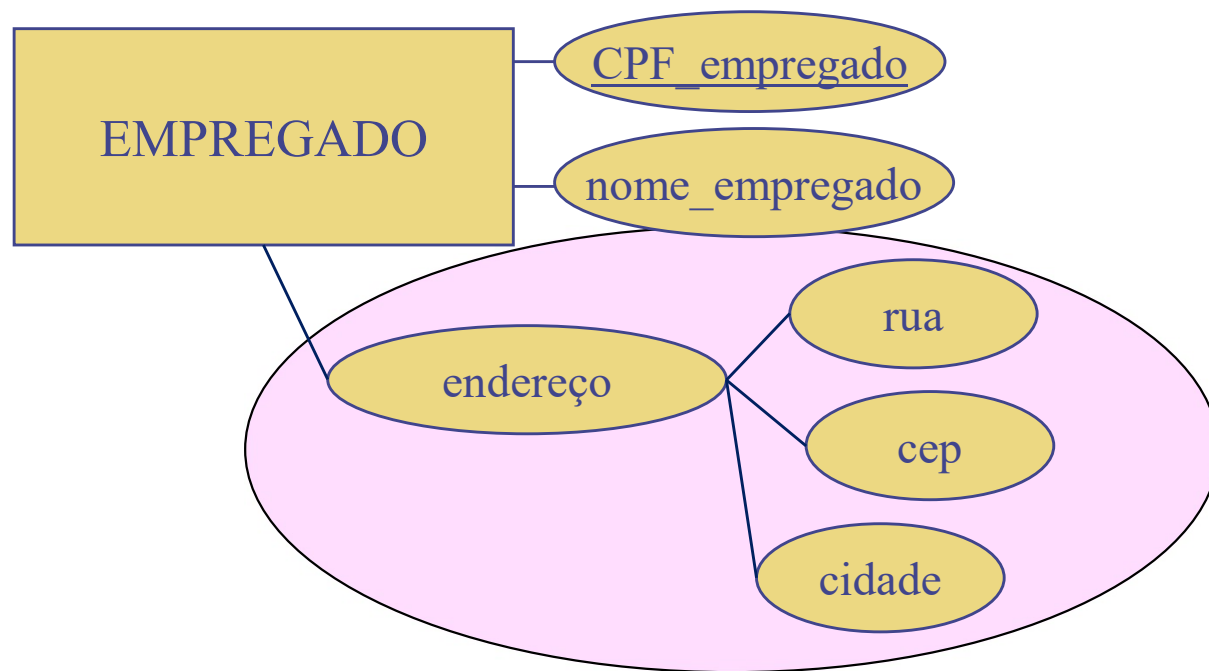 CPF_empregado
EMPREGADO
nome_empregado
rua
endereço
cep
cidade